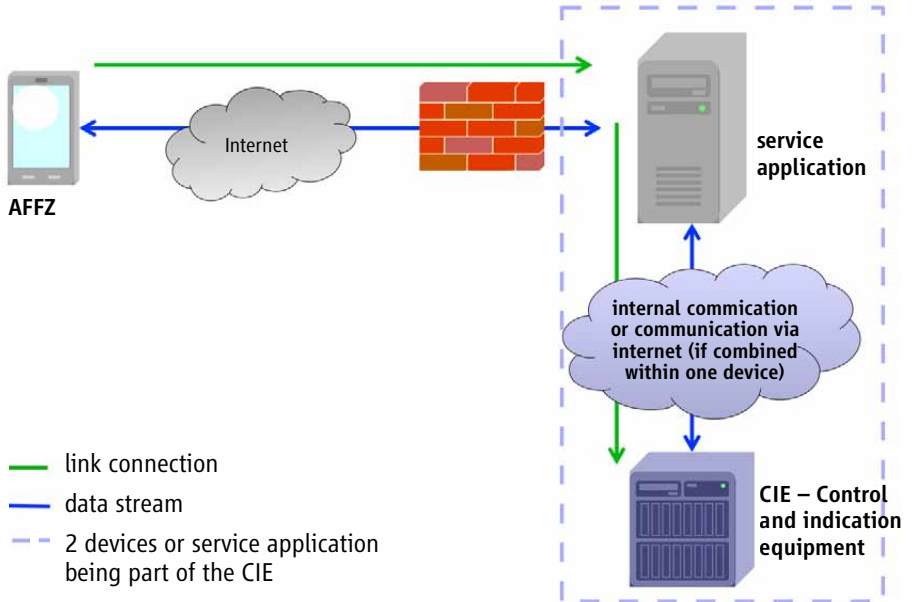 Internet
AFFZ
service
application
internal commication
or communication via
internet (if combined
within one device)
link connection
data stream
2 devices or service application
being part of the CIE
CIE – Control
and indication
equipment